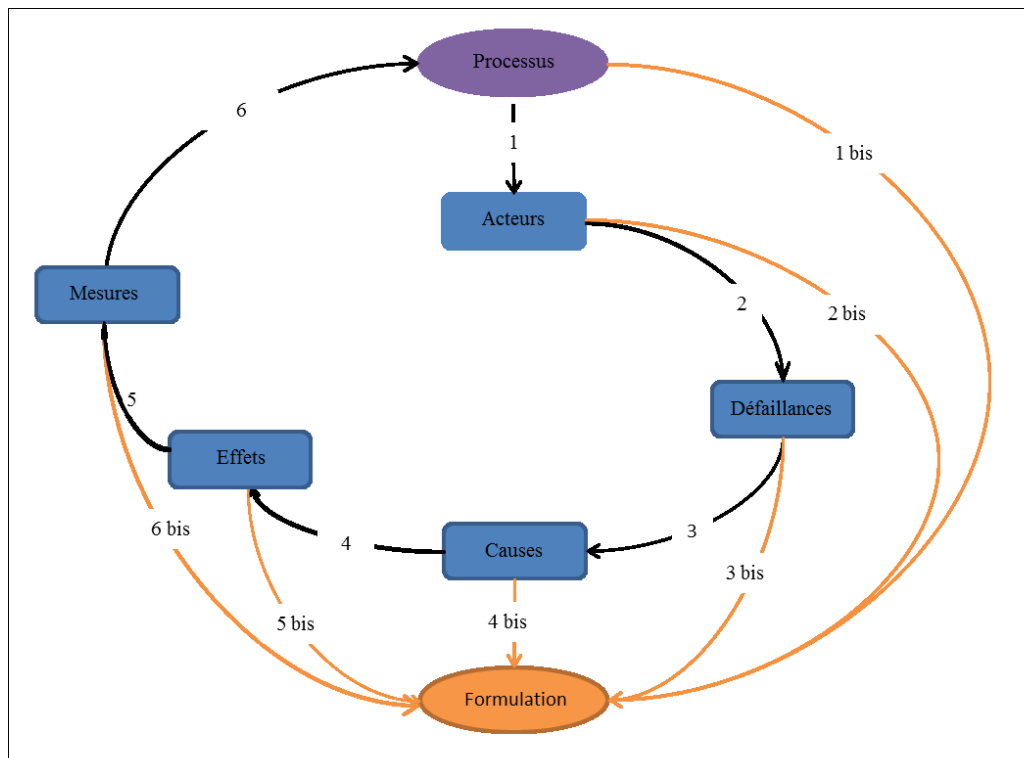 Processus
6
1
1 bis
Acteurs
Mesures
2
2 bis
5
Défaillances
Effets
6 bis
4
Causes
3
3 bis
5 bis
4 bis
Formulation